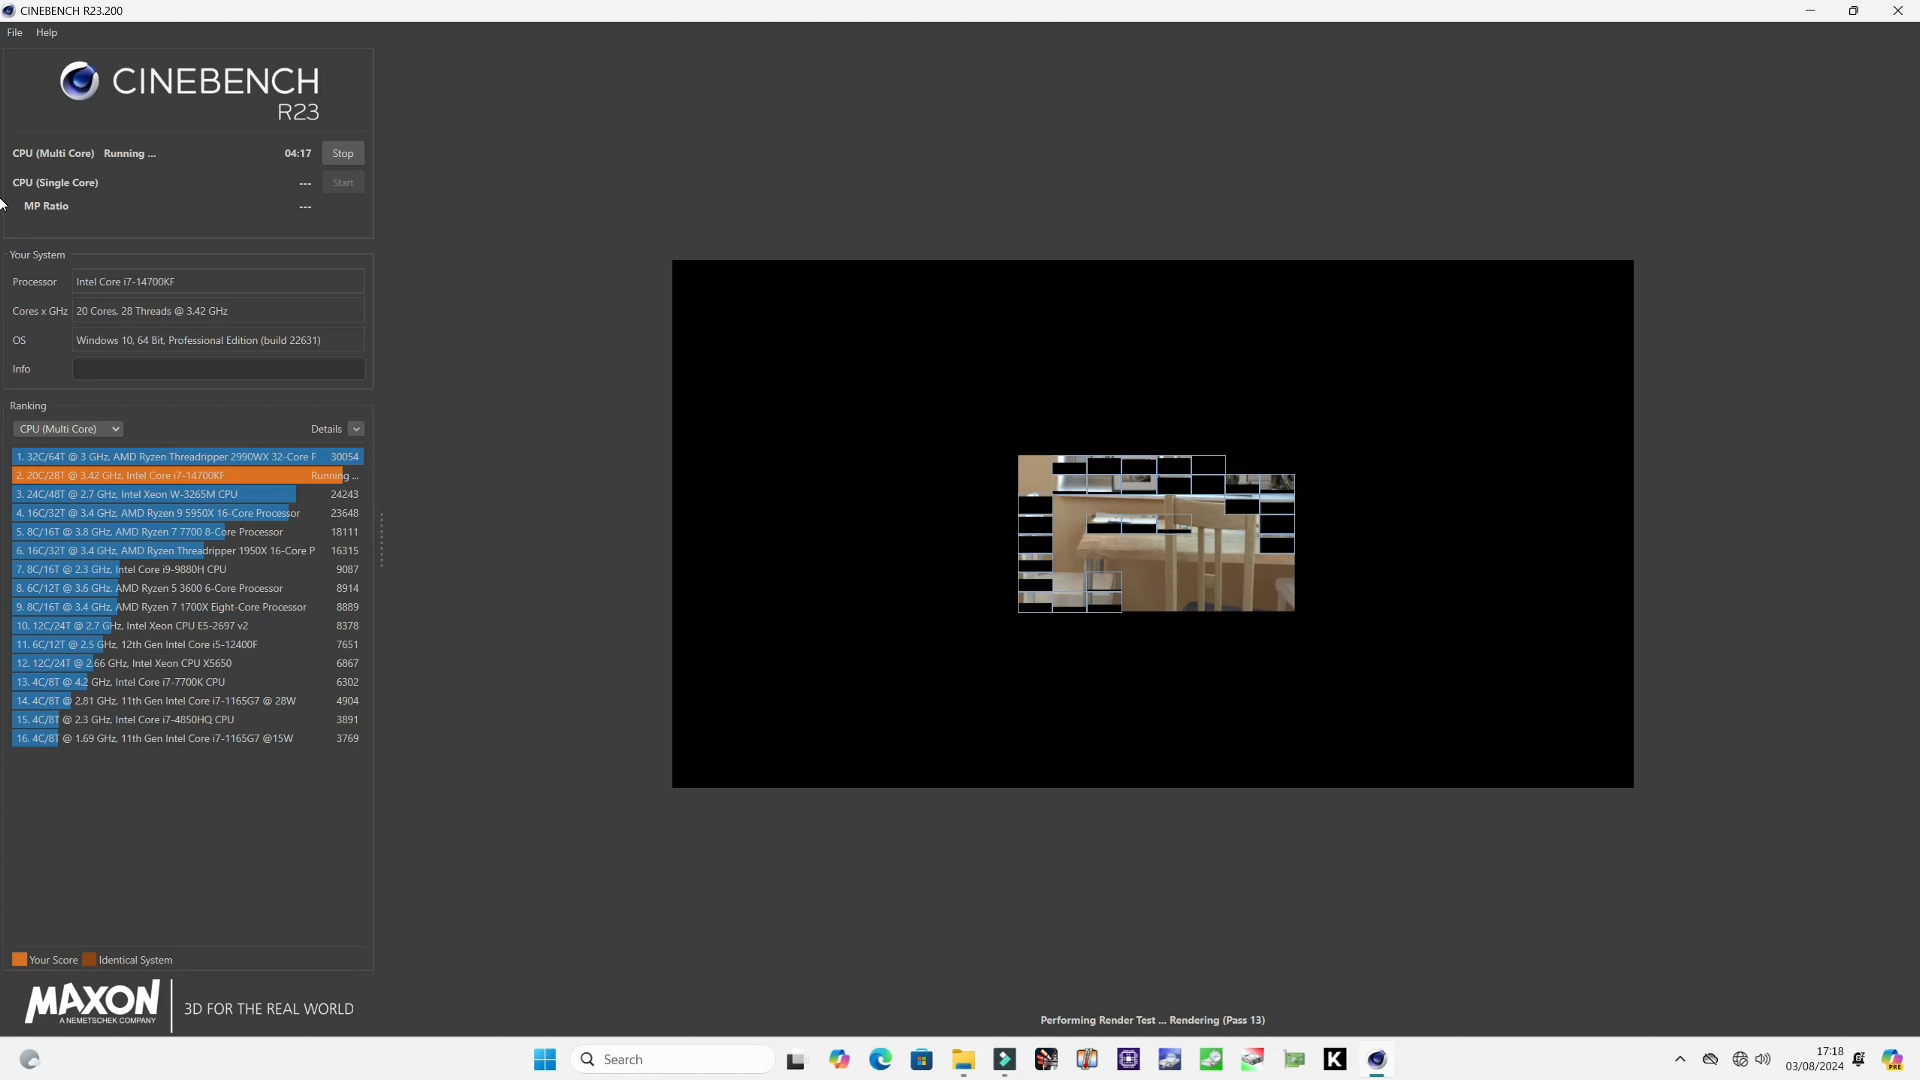 CINEBENCH R23.200
File Help
CINEBENCH
R23
CPU (Multi Core) Running ... 04:17 Stop
CPU (Single Core) --- Start
MP Ratio ---
Your System
Processor Intel Core i7-14700KF
Cores x GHz 20 Cores, 28 Threads @ 3.42 GHz
OS Windows 10, 64 Bit, Professional Edition (build 22631)
Info
Ranking
CPU (Multi Core) Details
1. 32C/64T @ 3 GHz, AMD Ryzen Threadripper 2990WX 32-Core P 30054
2. 20C/28T @ 3.42 GHz, Intel Core i7-14700KF Running ...
3. 24C/48T @ 2.7 GHz, Intel Xeon W-3265M CPU 24243
4. 16C/32T @ 3.4 GHz, AMD Ryzen 9 5950X 16-Core Processor 23648
5. 8C/16T @ 3.8 GHz, AMD Ryzen 7 7700 8-Core Processor 18111
6. 16C/32T @ 3.4 GHz, AMD Ryzen Threadripper 1950X 16-Core P 16315
7. 8C/16T @ 2.3 GHz, Intel Core i9-9880H CPU 9087
8. 6C/12T @ 3.6 GHz, AMD Ryzen 5 3600 6-Core Processor 8914
9. 8C/16T @ 3.4 GHz, AMD Ryzen 7 1700X Eight-Core Processor 8889
10. 12C/24T @ 2.7 GHz, Intel Xeon CPU E5-2697 v2 8378
11. 6C/12T @ 2.5 GHz, 12th Gen Intel Core i5-12400F 7651
12. 12C/24T @ 2.66 GHz, Intel Xeon CPU X5650 6867
13. 4C/8T @ 4.2 GHz, Intel Core i7-7700K CPU 6302
14. 4C/8T @ 2.81 GHz, 11th Gen Intel Core i7-1165G7 @ 28W 4904
15. 4C/8T @ 2.3 GHz, Intel Core i7-4850HQ CPU 3891
16. 4C/8T @ 1.69 GHz, 11th Gen Intel Core i7-1165G7 @15W 3769
Your Score Identical System
MAXON 3D FOR THE REAL WORLD
A NEMETSCHEK COMPANY
Performing Render Test ... Rendering (Pass 13)
Search
K
17:18
03/08/2024
PRE